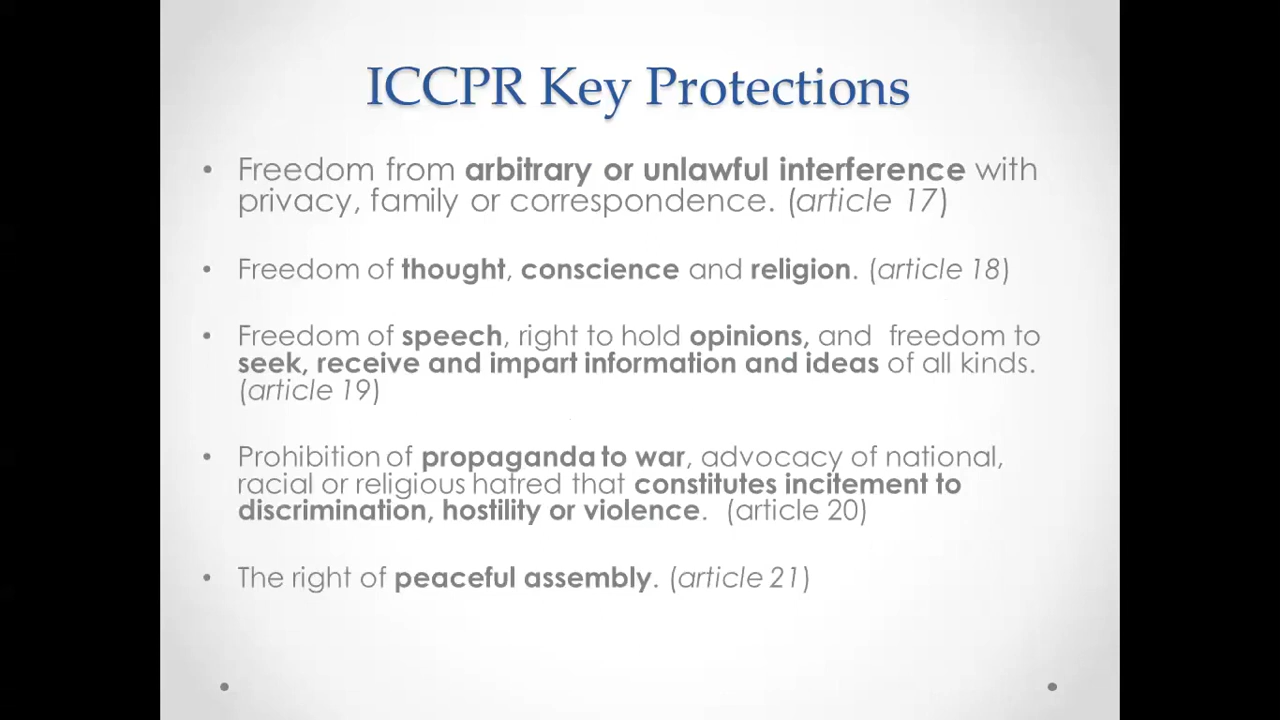 ICCPR Key Protections
• Freedom from arbitrary or unlawful interference with
privacy, family or correspondence. (article 17)
• Freedom of thought, conscience and religion. (article 18)
• Freedom of speech, right to hold opinions, and  freedom to
seek, receive and impart information and ideas of all kinds.
(article 19)
• Prohibition of propaganda to war, advocacy of national,
racial or religious hatred that constitutes incitement to
discrimination, hostility or violence.  (article 20)
• The right of peaceful assembly. (article 21)